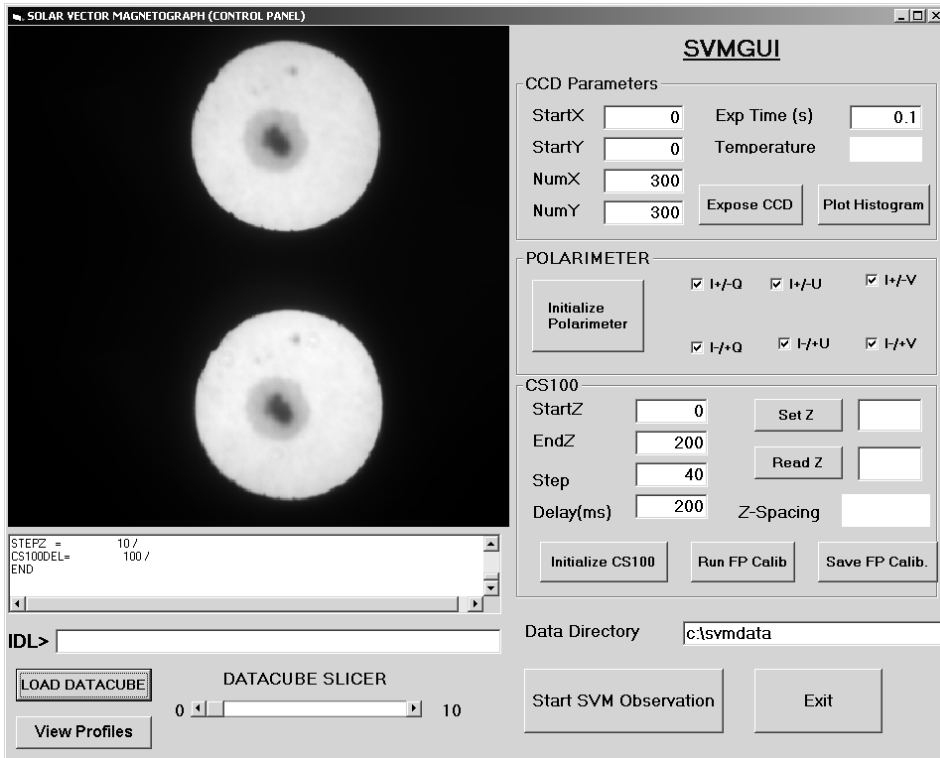 SOLAR VECTOR MAGNETOGRAPH (CONTROL PANEL)
SVMGUI
CCD Parameters
StartX 0 Exp Time (s) 0.1
StartY 0 Temperature
NumX 300
NumY 300
Expose CCD Plot Histogram
POLARIMETER
Initialize Polarimeter
I+/-Q I+/-U I+/-V
I-/+Q I-/+U I-/+V
CS100
StartZ 0 Set Z
EndZ 200
Read Z
Step 40
Delay(ms) 200 Z-Spacing
Initialize CS100 Run FP Calib Save FP Calib.
STEPZ = 10 /
CS100DEL= 100 /
END
IDL>
Data Directory c:\svmdata
LOAD DATACUBE
DATACUBE SLICER
0 10
View Profiles
Start SVM Observation Exit